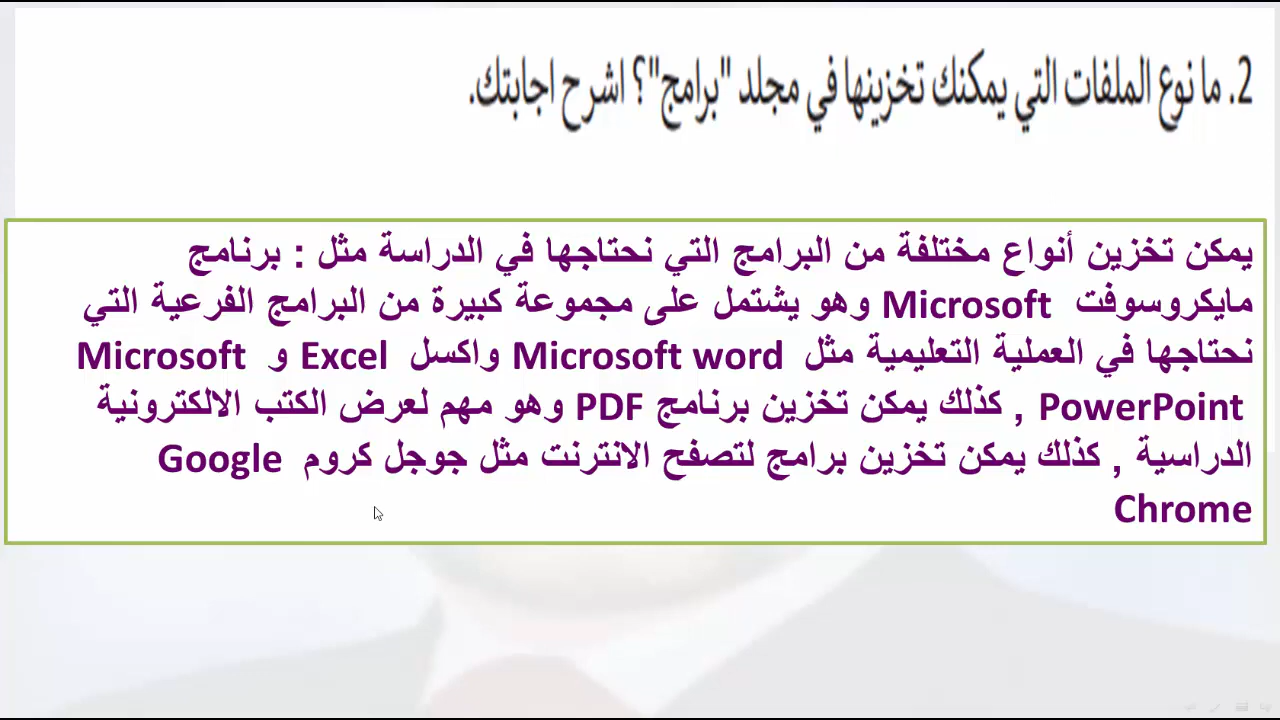 2. ما نوع الملفات التي يمكنك تخزينها في مجلد "برامج"؟ اشرح اجابتك.
يمكن تخزين أنواع مختلفة من البرامج التي نحتاجها في الدراسة مثل : برنامج
مايكروسوفت Microsoft وهو يشتمل على مجموعة كبيرة من البرامج الفرعية التي
نحتاجها في العملية التعليمية مثل Microsoft word واكسل Excel و Microsoft
PowerPoint , كذلك يمكن تخزين برنامج PDF وهو مهم لعرض الكتب الالكترونية
الدراسية , كذلك يمكن تخزين برامج لتصفح الانترنت مثل جوجل كروم Google
Chrome